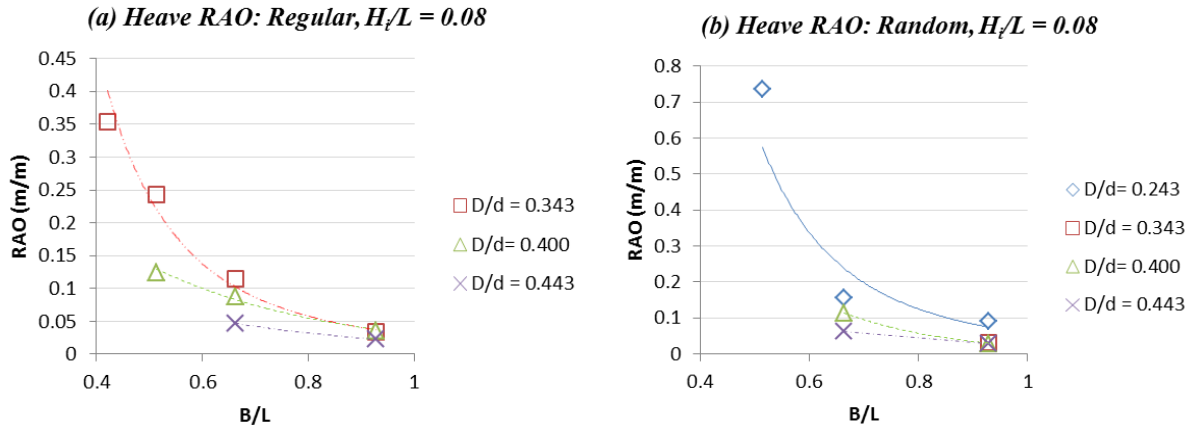 (a) Heave RAO: Regular, Hi/L = 0.08
0.45
0.4
0.35
0.3
0.25
0.2
0.15
0.1
0.05
0
RAO (m/m)
0.4 0.6 0.8 1
B/L
D/d = 0.343
D/d= 0.400
D/d = 0.443
(b) Heave RAO: Random, Hi/L = 0.08
0.8
0.7
0.6
0.5
0.4
0.3
0.2
0.1
0
RAO (m/m)
0.4 0.6 0.8 1
B/L
D/d= 0.243
D/d = 0.343
D/d= 0.400
D/d = 0.443